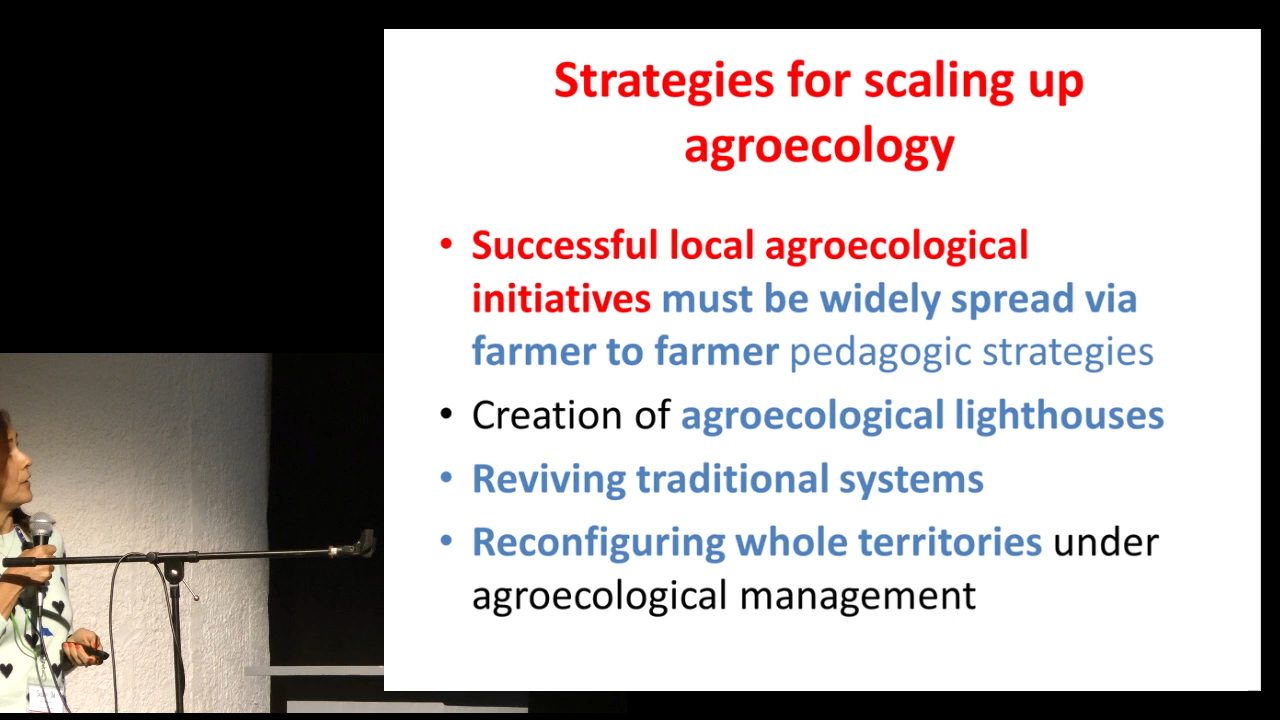 Strategies for scaling up
agroecology
• Successful local agroecological
initiatives must be widely spread via
farmer to farmer pedagogic strategies
• Creation of agroecological lighthouses
• Reviving traditional systems
• Reconfiguring whole territories under
agroecological management